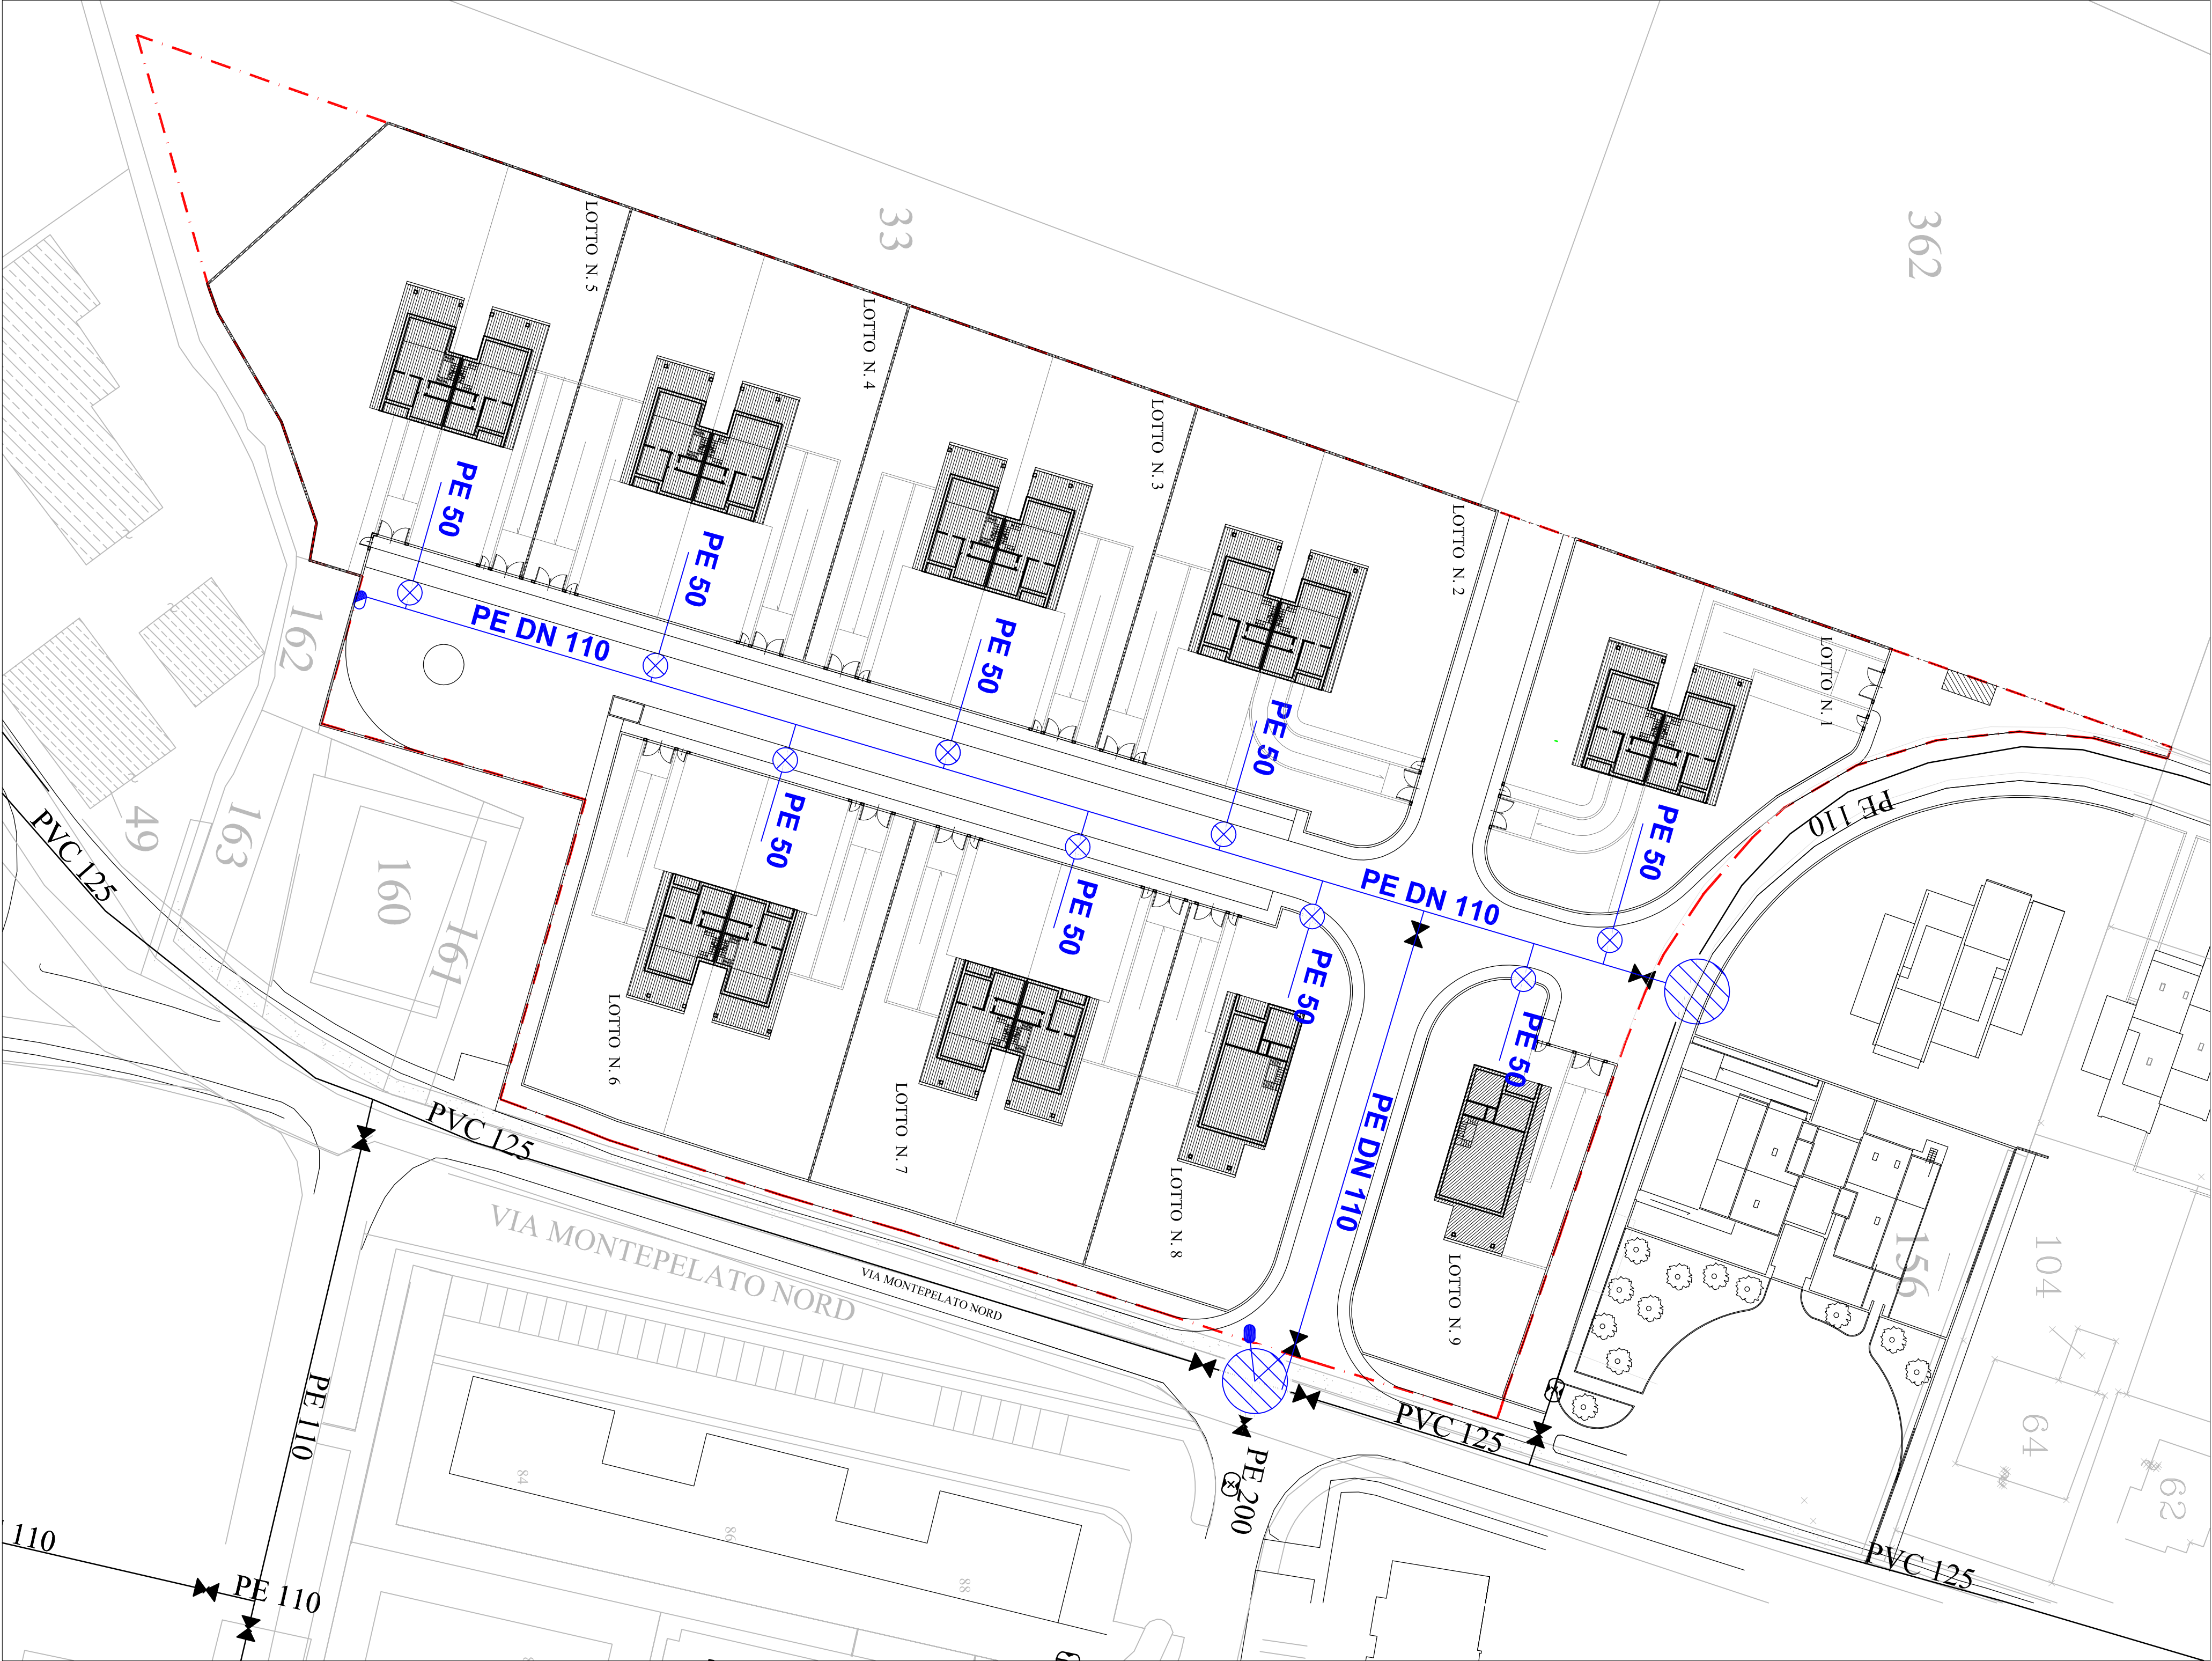 33
362
LOTTO N. 5
LOTTO N. 4
LOTTO N. 3
LOTTO N. 2
LOTTO N. 1
PE 50
PE 50
PE 50
PE 50
PE 50
PE DN 110
PE DN 110
PE 110
162
163
49
160
161
PVC 125
PE 50
PE 50
PE 50
PE 50
LOTTO N. 6
LOTTO N. 7
LOTTO N. 8
LOTTO N. 9
PE DN 110
PVC 125
VIA MONTEPELATO NORD
VIA MONTEPELATO NORD
156
104
64
62
PE 110
PVC 125
PE 200
84
86
88
PVC 125
110
PE 110